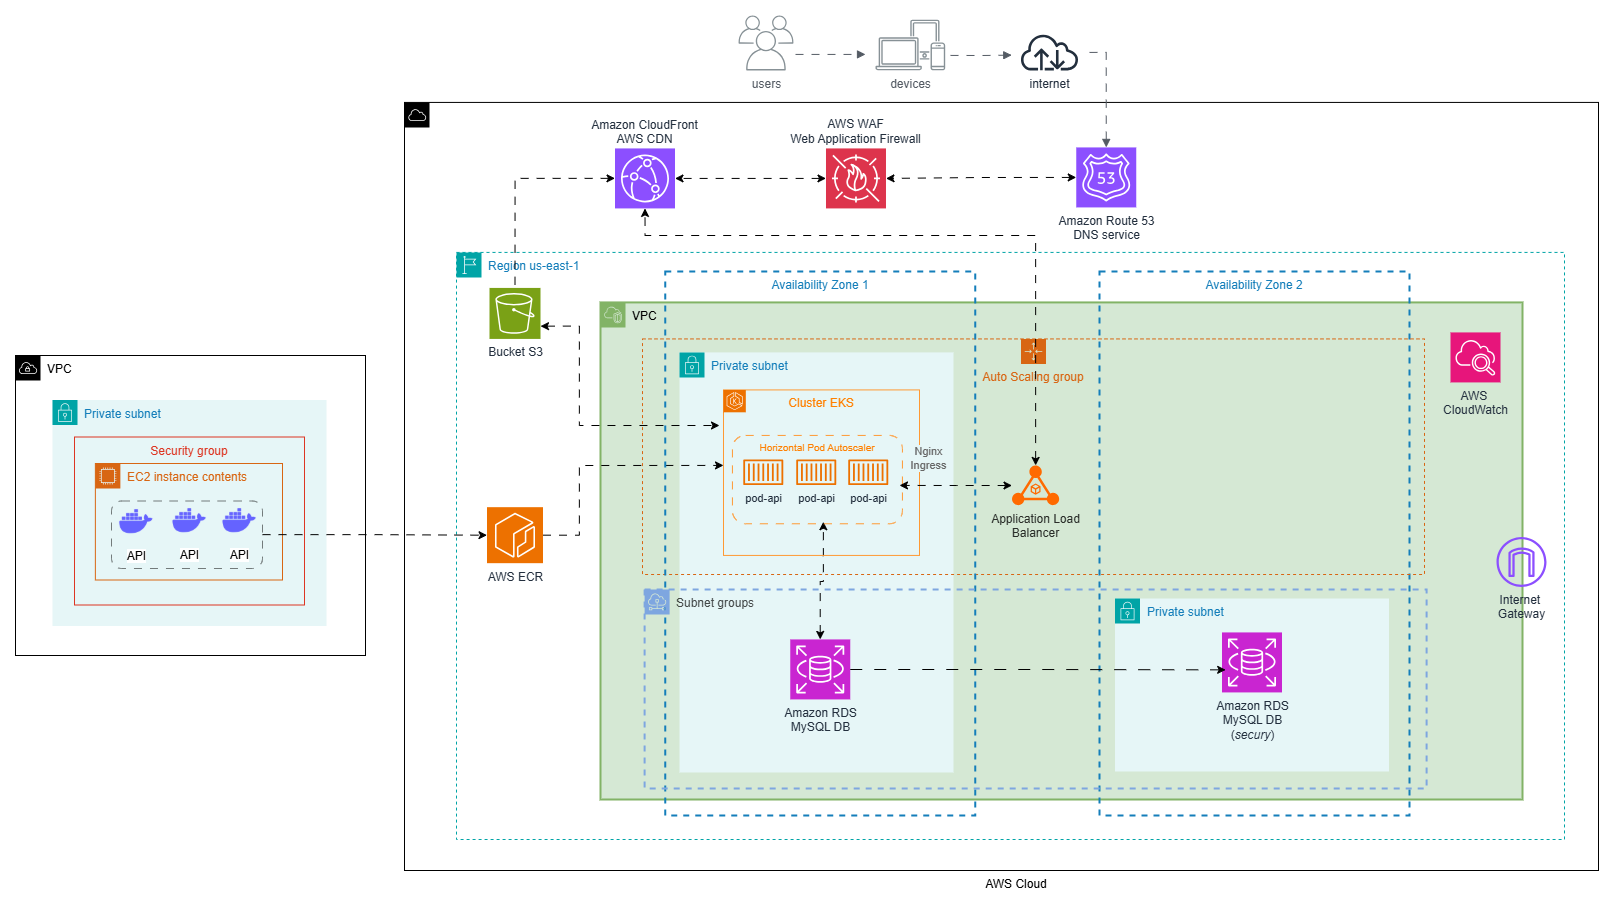 users
devices
internet
Amazon CloudFront
AWS CDN
AWS WAF
Web Application Firewall
53
Amazon Route 53
DNS service
Region us-east-1
Availability Zone 1
Availability Zone 2
VPC
Bucket S3
Private subnet
Auto Scaling group
AWS
CloudWatch
VPC
Private subnet
Security group
EC2 instance contents
API
API
API
Cluster EKS
Horizontal Pod Autoscaler
pod-api
pod-api
pod-api
Nginx
Ingress
Application Load
Balancer
AWS ECR
Internet
Gateway
Subnet groups
Private subnet
Amazon RDS
MySQL DB
Amazon RDS
MySQL DB
(secury)
AWS Cloud